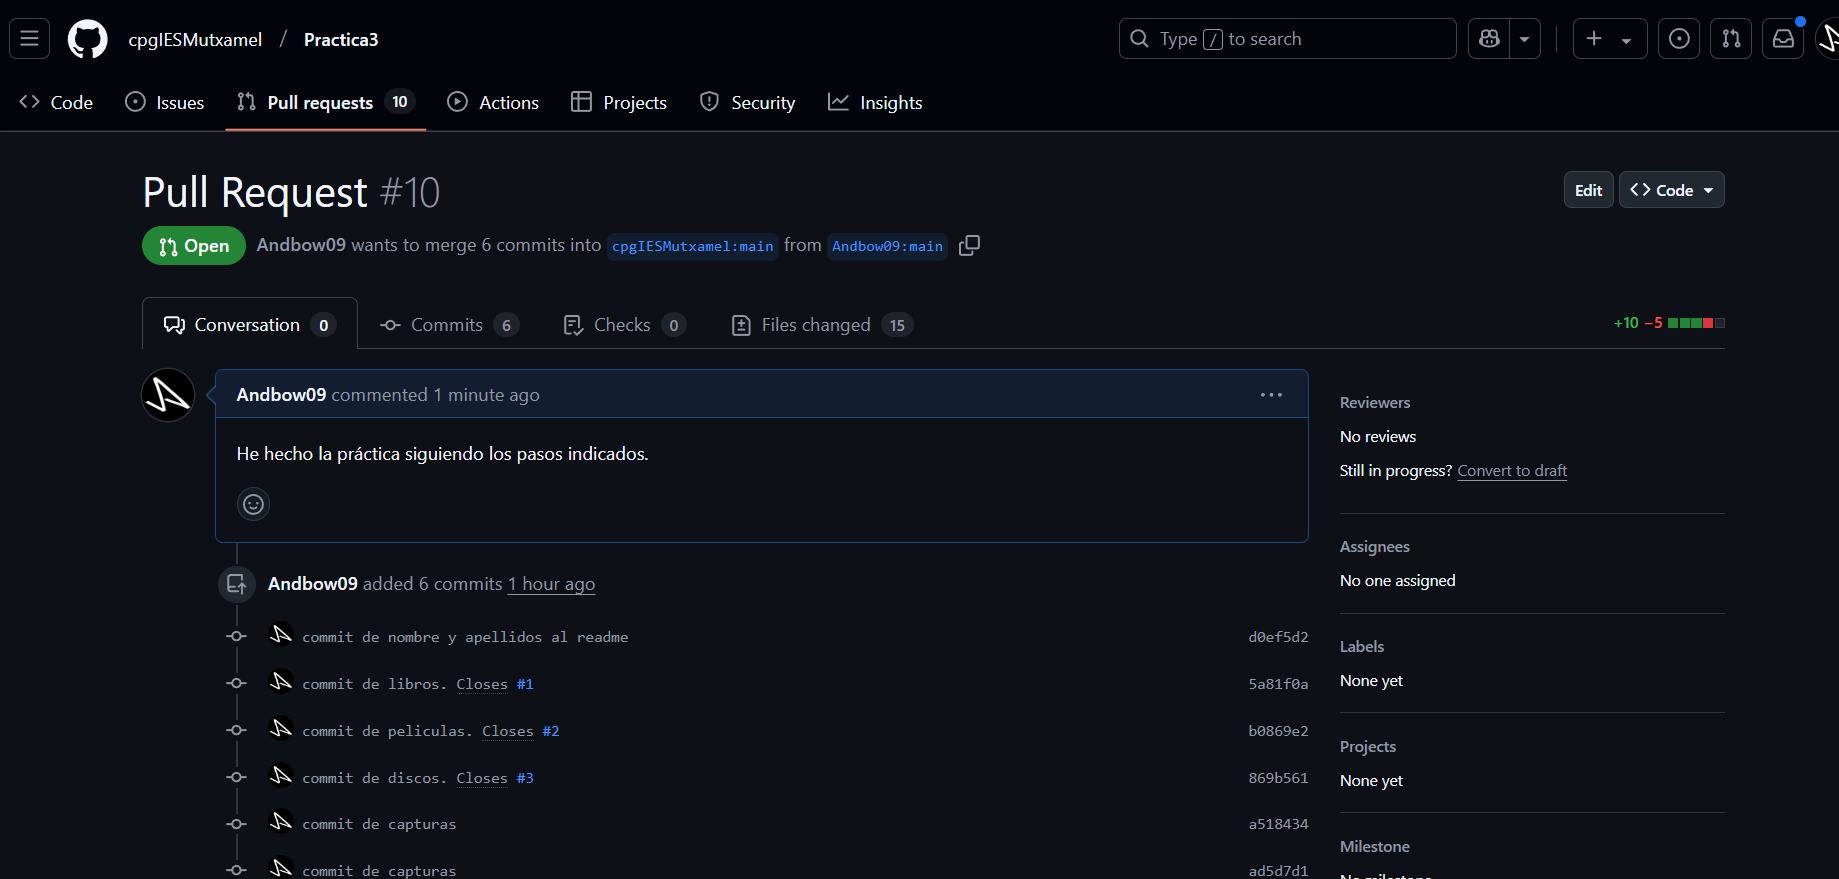 cpgIESMutxamel / Practica3
Type / to search
Code
Issues
Pull requests 10
Actions
Projects
Security
Insights
Pull Request #10
Edit
Code
Open
Andbow09 wants to merge 6 commits into cpgIESMutxamel:main from Andbow09:main
Conversation 0
Commits 6
Checks 0
Files changed 15
+10 −5
Andbow09 commented 1 minute ago
He hecho la práctica siguiendo los pasos indicados.
Andbow09 added 6 commits 1 hour ago
commit de nombre y apellidos al readme d0ef5d2
commit de libros. Closes #1 5a81f0a
commit de peliculas. Closes #2 b0869e2
commit de discos. Closes #3 869b561
commit de capturas a518434
commit de capturas ad5d7d1
Reviewers
No reviews
Still in progress? Convert to draft
Assignees
No one assigned
Labels
None yet
Projects
None yet
Milestone
No milestone